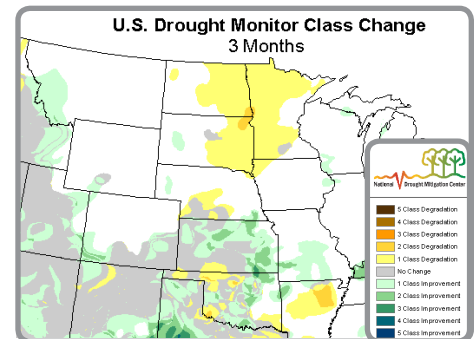 U.S. Drought Monitor Class Change
3 Months
National Drought Mitigation Center
5 Class Degradation
4 Class Degradation
3 Class Degradation
2 Class Degradation
1 Class Degradation
No Change
1 Class Improvement
2 Class Improvement
3 Class Improvement
4 Class Improvement
5 Class Improvement